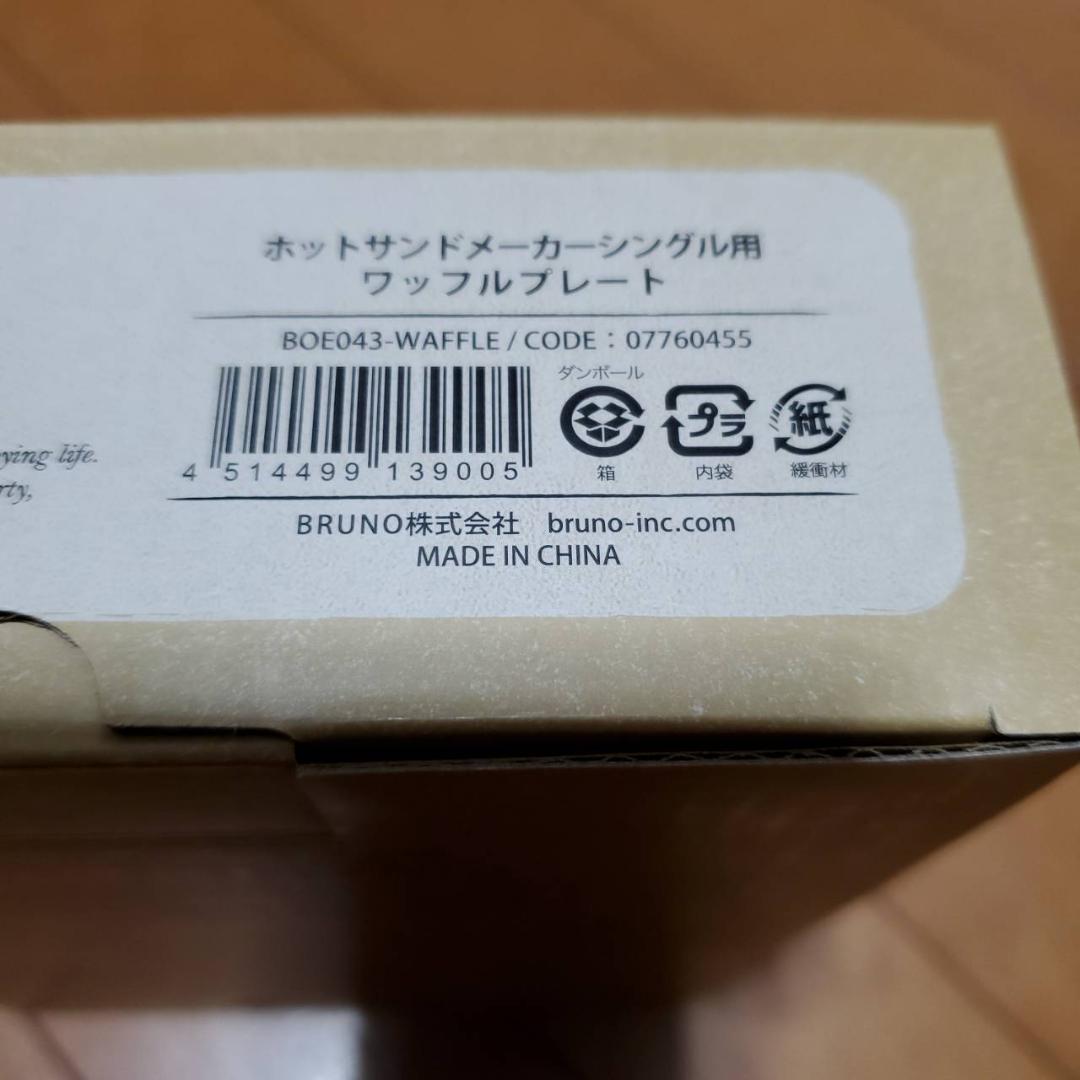 ホットサンドメーカーシングル用
ワッフルプレート
BOE043-WAFFLE / CODE：07760455
ダンボール
プラ
紙
箱
内袋
緩衝材
4 514499 139005
life.
BRUNO株式会社 bruno-inc.com
MADE IN CHINA